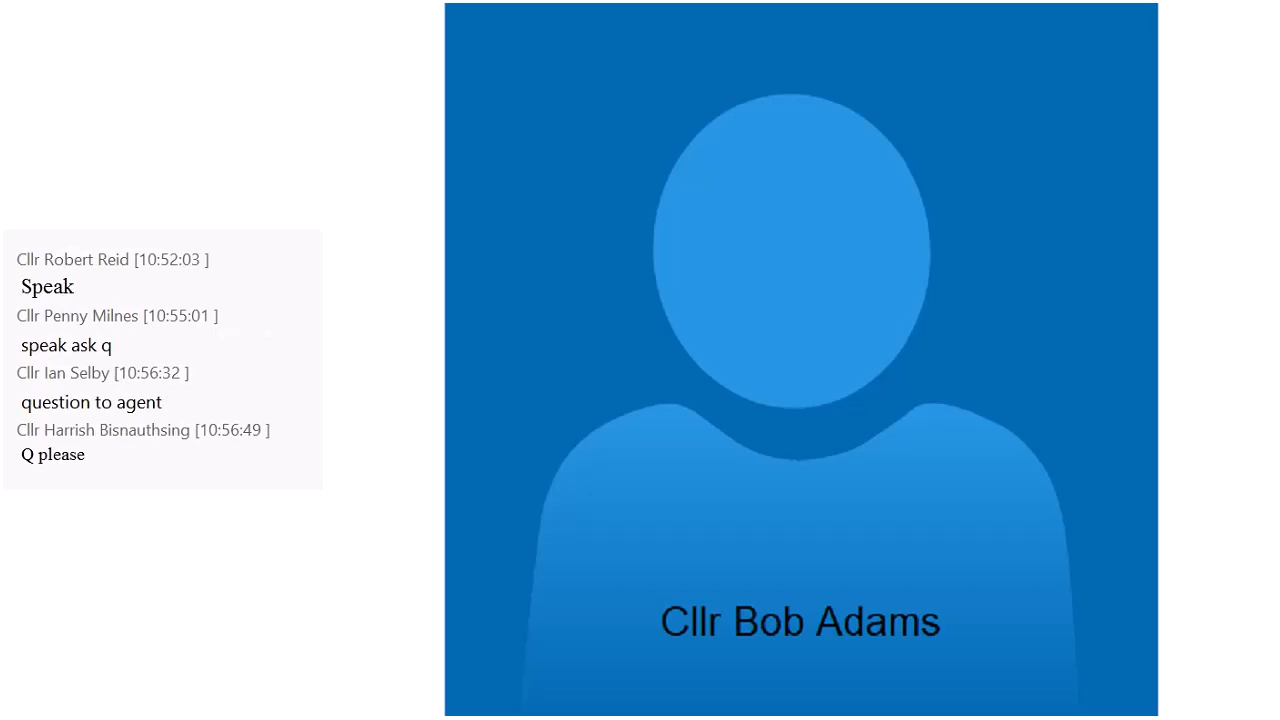 Cllr Robert Reid [10:52:03 ]
Speak
Cllr Penny Milnes [10:55:01 ]
speak ask q
Cllr Ian Selby [10:56:32 ]
question to agent
Cllr Harrish Bisnauthsing [10:56:49 ]
Q please
Cllr Bob Adams